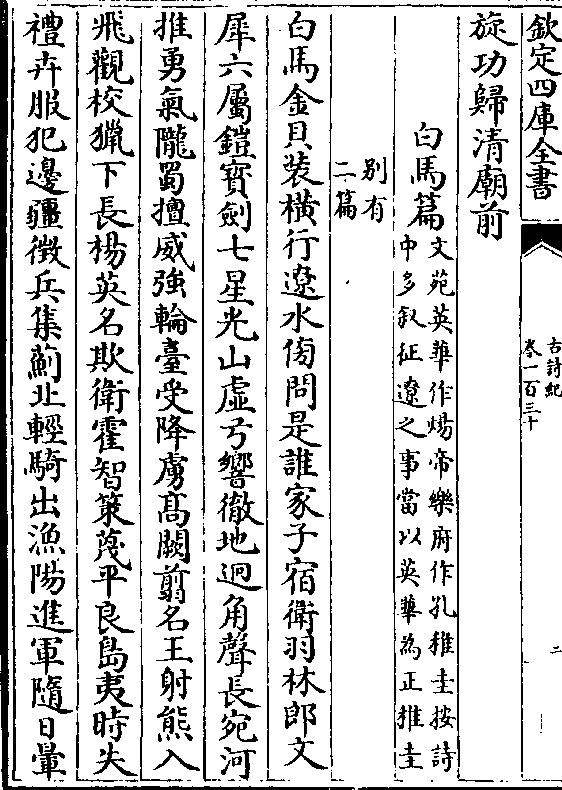 欽定四庫全書
古詩紀
卷一百三十
二
旋功歸清廟前
白馬篇
文苑英華作煬帝樂府作孔稚圭按詩
中多叙征遼之事當以英華為正稚圭
别有
二篇
白馬金貝装横行遼水傍問是誰家子宿衛羽林郎文
犀六屬鎧寳劍七星光山虛弓響徹地迥角聲長宛河
推勇氣隴蜀擅威強輪臺受降虜髙闕翦名王射熊入
飛觀校獵下長楊英名欺衛霍智策蔑平良島夷時失
禮卉服犯邊疆徴兵集薊北輕騎出漁陽進軍隨日暈